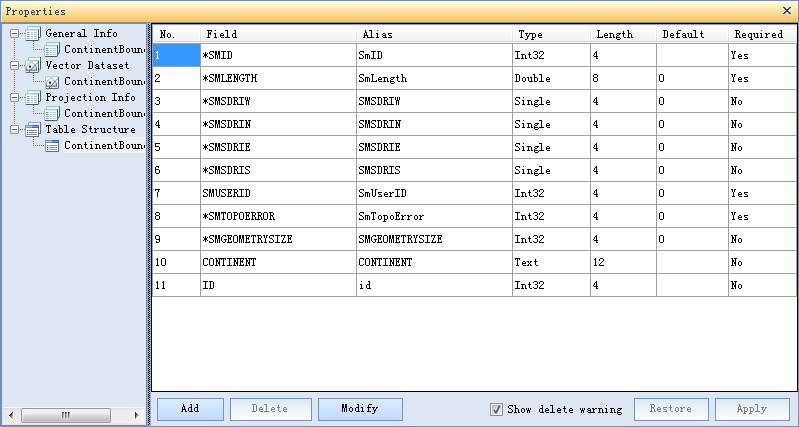 Properties
General Info
ContinentBoun
Vector Dataset
ContinentBoun
Projection Info
ContinentBoun
Table Structure
ContinentBoun
No. Field Alias Type Length Default Required
1 *SMID SmID Int32 4 Yes
2 *SMLENGTH SmLength Double 8 0 Yes
3 *SMSDRIW SMSDRIW Single 4 0 No
4 *SMSDRIN SMSDRIN Single 4 0 No
5 *SMSDRIE SMSDRIE Single 4 0 No
6 *SMSDRIS SMSDRIS Single 4 0 No
7 SMUSERID SmUserID Int32 4 0 Yes
8 *SMTOPOERROR SmTopoError Int32 4 0 Yes
9 *SMGEOMETRYSIZE SMGEOMETRYSIZE Int32 4 0 No
10 CONTINENT CONTINENT Text 12 No
11 ID id Int32 4 No
Add Delete Modify Show delete warning Restore Apply